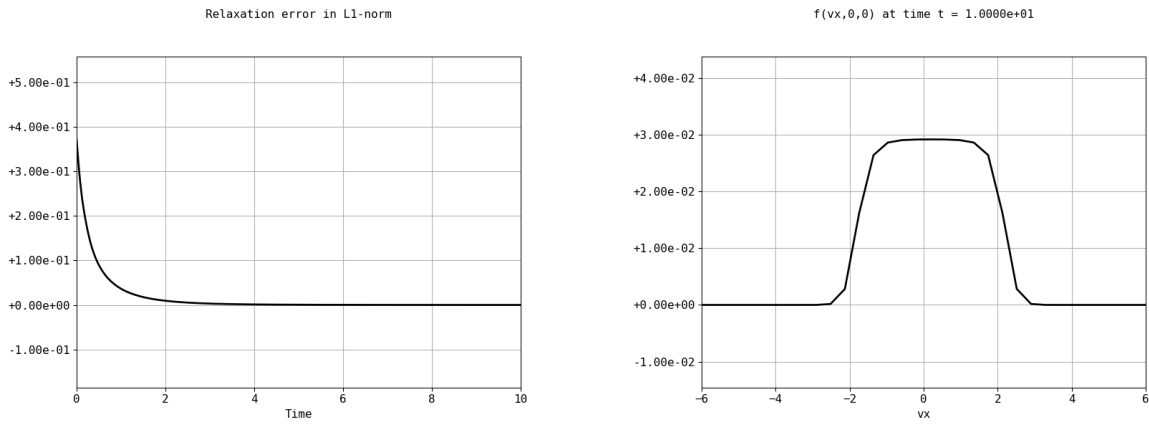 Relaxation error in L1-norm
+5.00e-01
+4.00e-01
+3.00e-01
+2.00e-01
+1.00e-01
+0.00e+00
-1.00e-01
0 2 4 6 8 10
Time
f(vx,0,0) at time t = 1.0000e+01
+4.00e-02
+3.00e-02
+2.00e-02
+1.00e-02
+0.00e+00
-1.00e-02
−6 −4 −2 0 2 4 6
vx